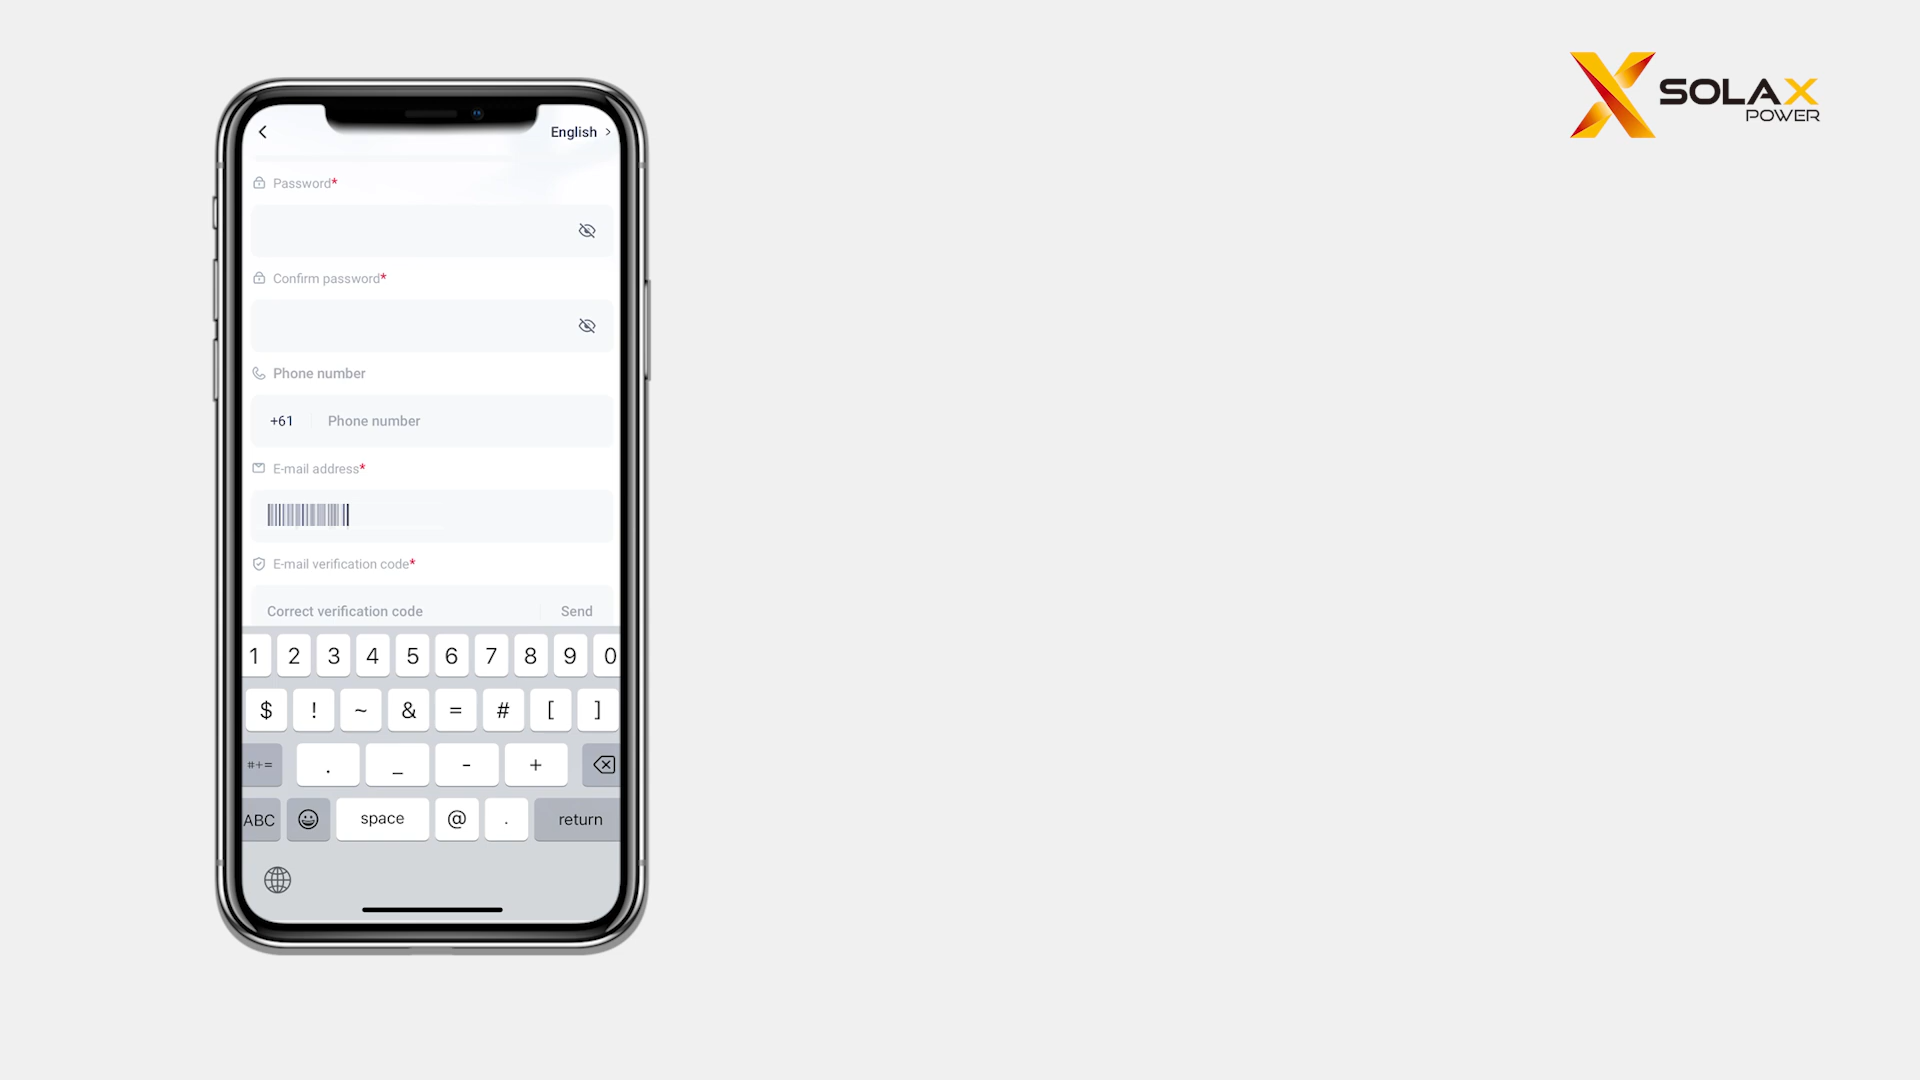 SOLAX
POWER
English
Password*
Confirm password*
Phone number
+61 Phone number
E-mail address*
E-mail verification code*
Correct verification code Send
1 2 3 4 5 6 7 8 9 0
$ ! ~ & = # [ ]
#+= . _ - +
ABC space @ . return